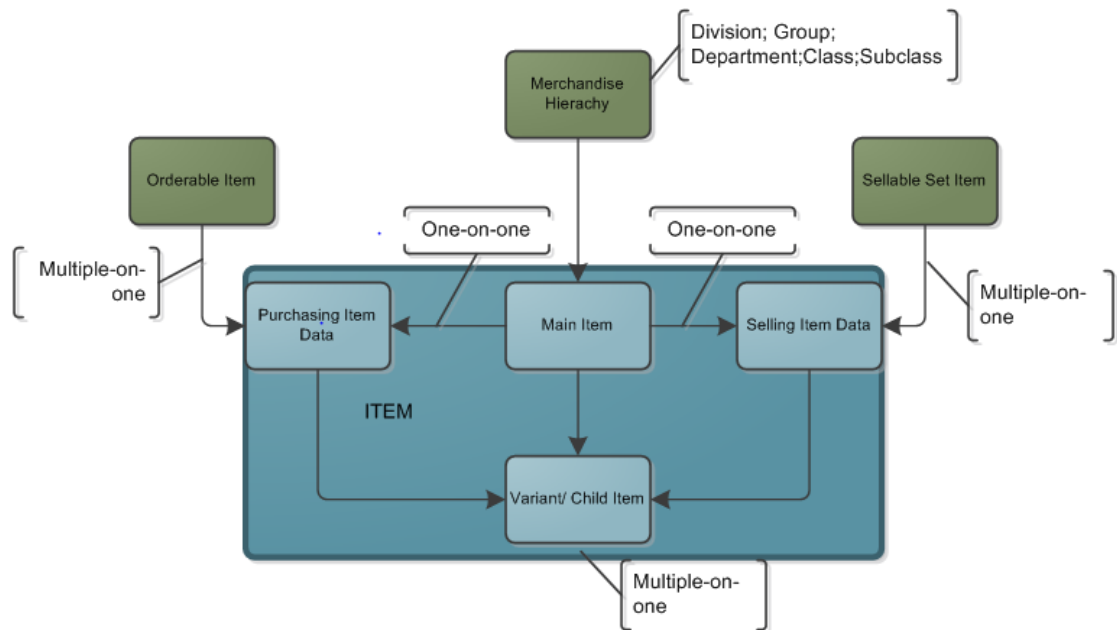 Division; Group;
Department;Class;Subclass
Merchandise
Hierachy
Orderable Item
Sellable Set Item
One-on-one
One-on-one
Multiple-on-
one
Multiple-on-
one
Purchasing Item
Data
Main Item
Selling Item Data
ITEM
Variant/ Child Item
Multiple-on-
one